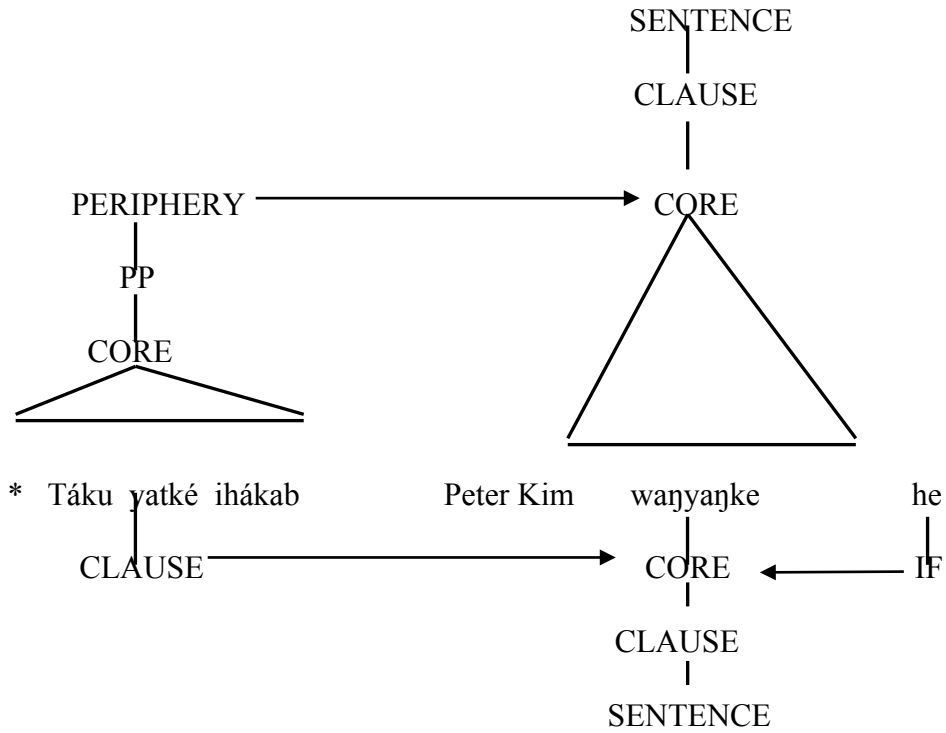 SENTENCE
CLAUSE
PERIPHERY CORE
PP
CORE
* Táku yatké ihákab Peter Kim waŋyaŋke he
CLAUSE CORE IF
CLAUSE
SENTENCE